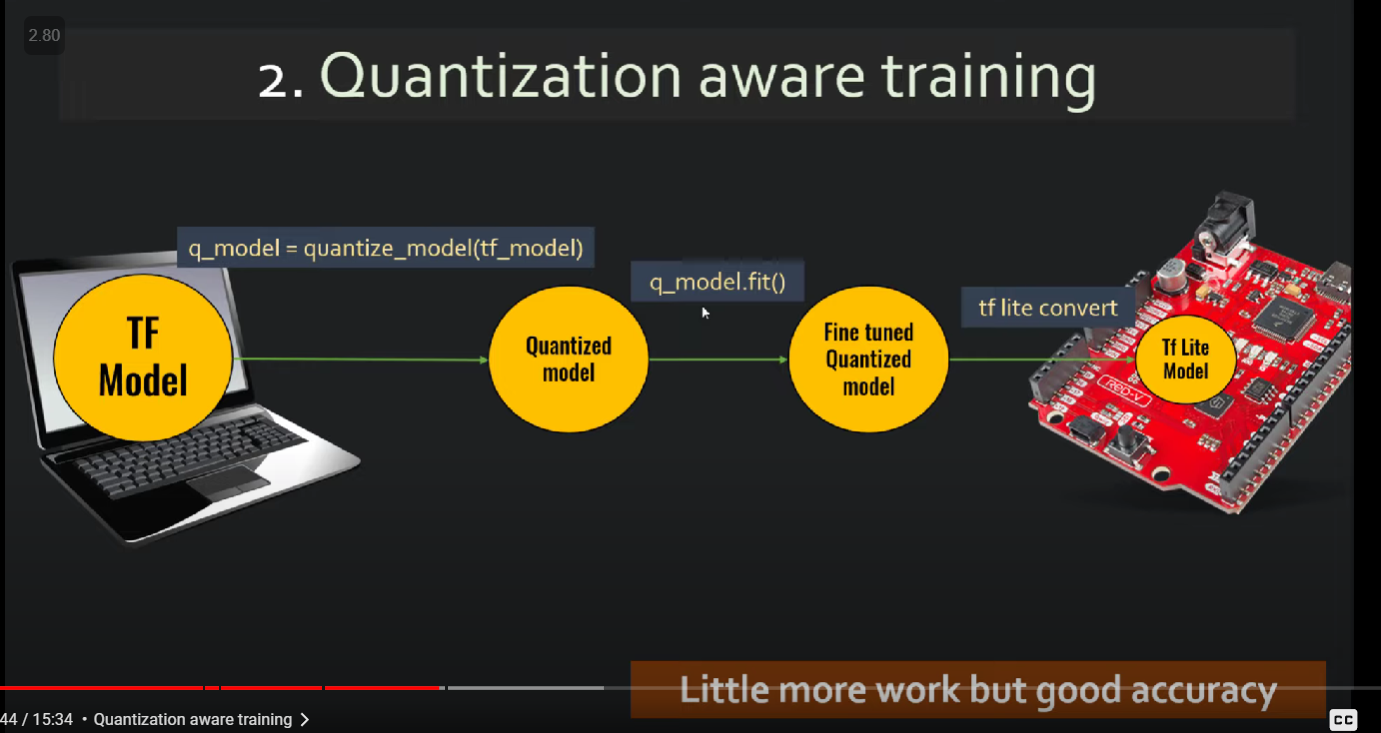 2.80
2. Quantization aware training
q_model = quantize_model(tf_model)
q_model.fit()
tf lite convert
TF
Model
Quantized
model
Fine tuned
Quantized
model
Tf Lite
Model
RED-V
Little more work but good accuracy
44 / 15:34 • Quantization aware training
CC